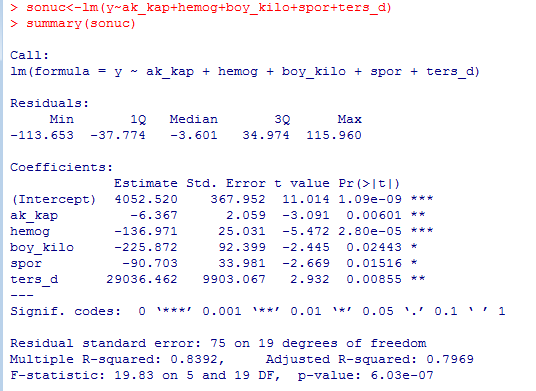 > sonuc<-lm(y~ak_kap+hemog+boy_kilo+spor+ters_d)
> summary(sonuc)
Call:
lm(formula = y ~ ak_kap + hemog + boy_kilo + spor + ters_d)
Residuals:
Min 1Q Median 3Q Max
-113.653 -37.774 -3.601 34.974 115.960
Coefficients:
Estimate Std. Error t value Pr(>|t|)
(Intercept) 4052.520 367.952 11.014 1.09e-09 ***
ak_kap -6.367 2.059 -3.091 0.00601 **
hemog -136.971 25.031 -5.472 2.80e-05 ***
boy_kilo -225.872 92.399 -2.445 0.02443 *
spor -90.703 33.981 -2.669 0.01516 *
ters_d 29036.462 9903.067 2.932 0.00855 **
---
Signif. codes: 0 ‘***’ 0.001 ‘**’ 0.01 ‘*’ 0.05 ‘.’ 0.1 ‘ ’ 1
Residual standard error: 75 on 19 degrees of freedom
Multiple R-squared: 0.8392, Adjusted R-squared: 0.7969
F-statistic: 19.83 on 5 and 19 DF, p-value: 6.03e-07